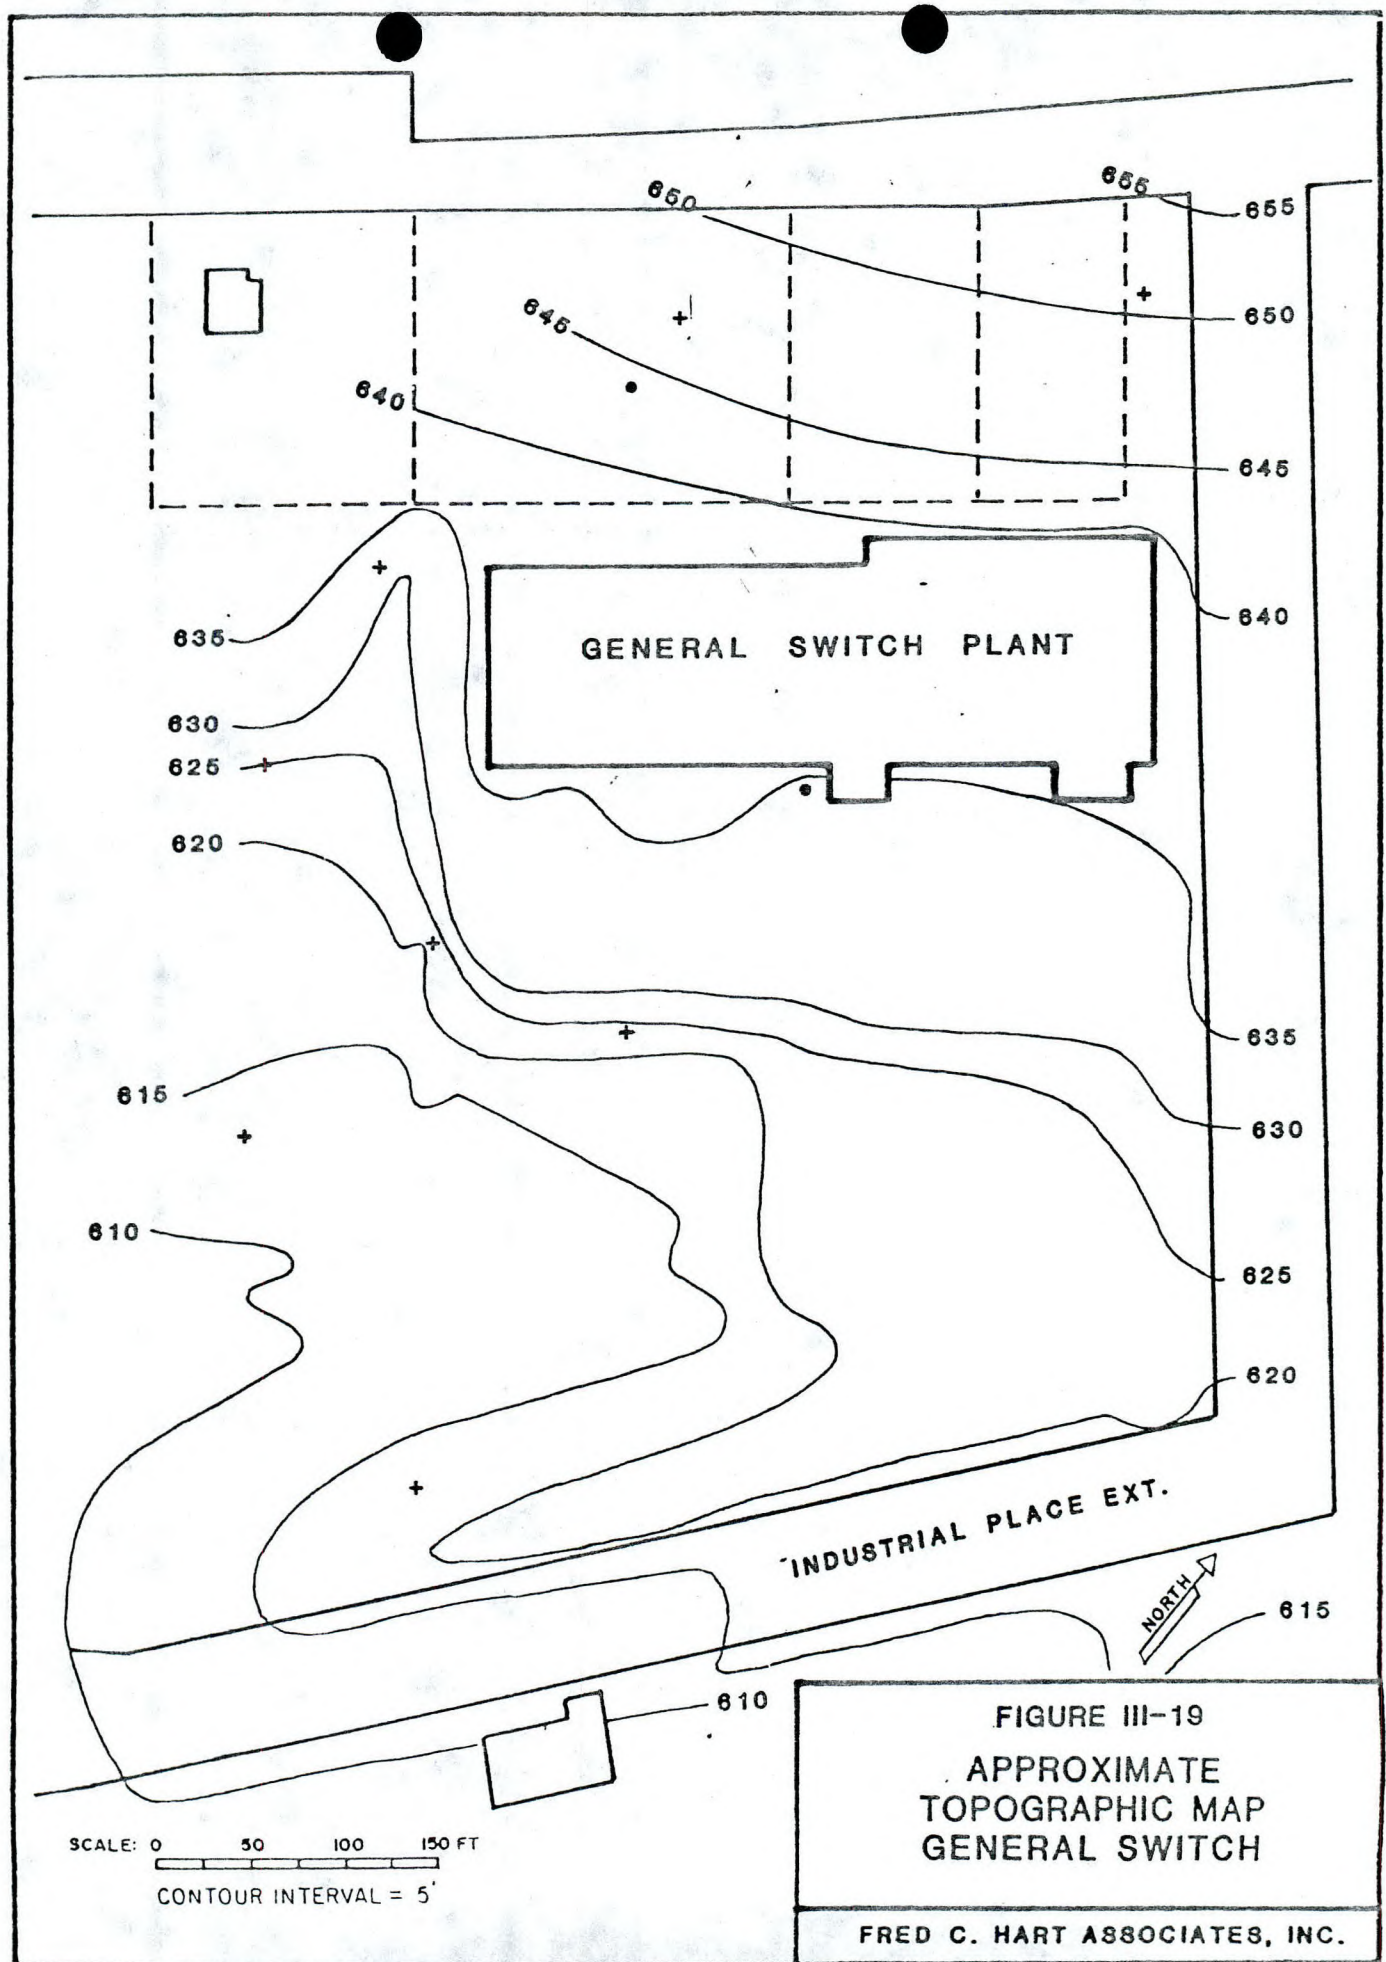 650
655
655
645
650
640
645
635
GENERAL SWITCH PLANT
640
630
625
620
635
615
630
610
625
620
INDUSTRIAL PLACE EXT.
NORTH
615
610
FIGURE III-19
APPROXIMATE
TOPOGRAPHIC MAP
GENERAL SWITCH
SCALE: 0 50 100 150 FT
CONTOUR INTERVAL = 5'
FRED C. HART ASSOCIATES, INC.